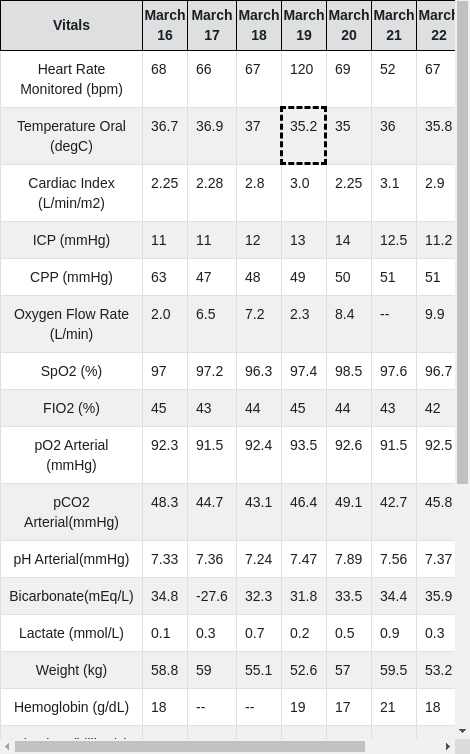 Vitals March 16 March 17 March 18 March 19 March 20 March 21 March 22
Heart Rate Monitored (bpm) 68 66 67 120 69 52 67
Temperature Oral (degC) 36.7 36.9 37 35.2 35 36 35.8
Cardiac Index (L/min/m2) 2.25 2.28 2.8 3.0 2.25 3.1 2.9
ICP (mmHg) 11 11 12 13 14 12.5 11.2
CPP (mmHg) 63 47 48 49 50 51 51
Oxygen Flow Rate (L/min) 2.0 6.5 7.2 2.3 8.4 -- 9.9
SpO2 (%) 97 97.2 96.3 97.4 98.5 97.6 96.7
FIO2 (%) 45 43 44 45 44 43 42
pO2 Arterial (mmHg) 92.3 91.5 92.4 93.5 92.6 91.5 92.5
pCO2 Arterial(mmHg) 48.3 44.7 43.1 46.4 49.1 42.7 45.8
pH Arterial(mmHg) 7.33 7.36 7.24 7.47 7.89 7.56 7.37
Bicarbonate(mEq/L) 34.8 -27.6 32.3 31.8 33.5 34.4 35.9
Lactate (mmol/L) 0.1 0.3 0.7 0.2 0.5 0.9 0.3
Weight (kg) 58.8 59 55.1 52.6 57 59.5 53.2
Hemoglobin (g/dL) 18 -- -- 19 17 21 18